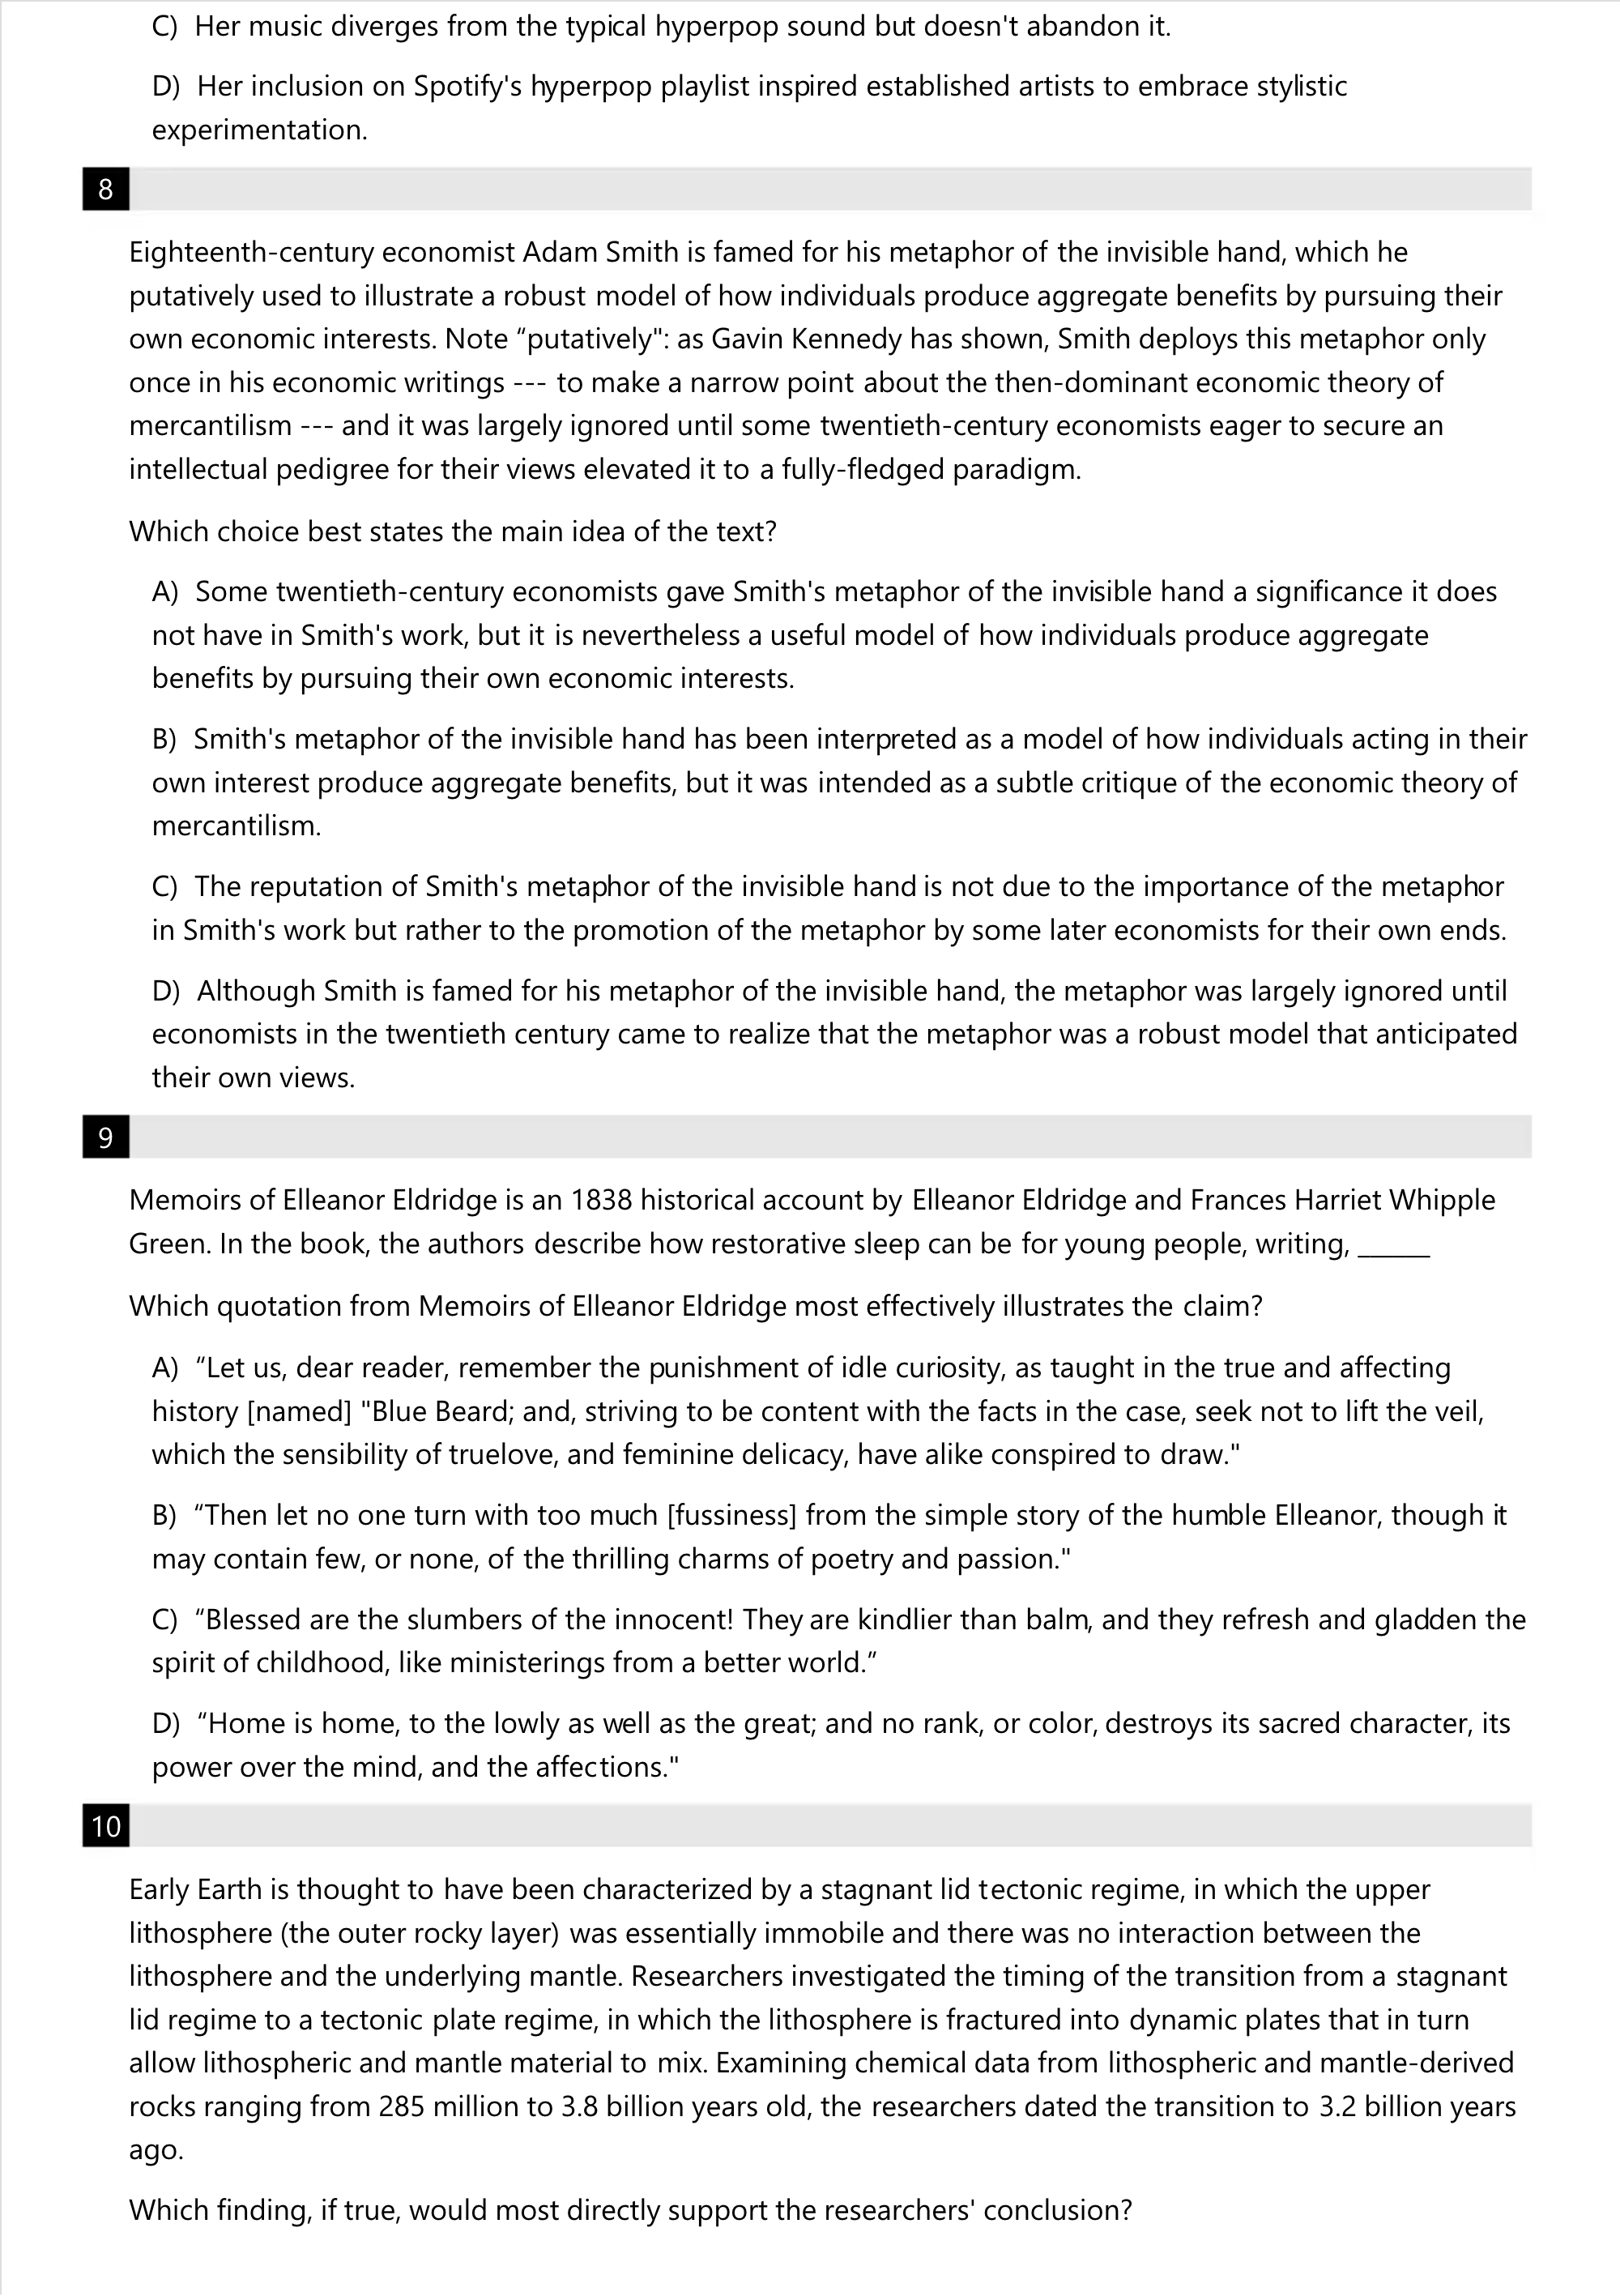 C) Her music diverges from the typical hyperpop sound but doesn't abandon it.
D) Her inclusion on Spotify's hyperpop playlist inspired established artists to embrace stylistic
experimentation.
8
Eighteenth-century economist Adam Smith is famed for his metaphor of the invisible hand, which he
putatively used to illustrate a robust model of how individuals produce aggregate benefits by pursuing their
own economic interests. Note “putatively": as Gavin Kennedy has shown, Smith deploys this metaphor only
once in his economic writings --- to make a narrow point about the then-dominant economic theory of
mercantilism --- and it was largely ignored until some twentieth-century economists eager to secure an
intellectual pedigree for their views elevated it to a fully-fledged paradigm.
Which choice best states the main idea of the text?
A) Some twentieth-century economists gave Smith's metaphor of the invisible hand a significance it does
not have in Smith's work, but it is nevertheless a useful model of how individuals produce aggregate
benefits by pursuing their own economic interests.
B) Smith's metaphor of the invisible hand has been interpreted as a model of how individuals acting in their
own interest produce aggregate benefits, but it was intended as a subtle critique of the economic theory of
mercantilism.
C) The reputation of Smith's metaphor of the invisible hand is not due to the importance of the metaphor
in Smith's work but rather to the promotion of the metaphor by some later economists for their own ends.
D) Although Smith is famed for his metaphor of the invisible hand, the metaphor was largely ignored until
economists in the twentieth century came to realize that the metaphor was a robust model that anticipated
their own views.
9
Memoirs of Elleanor Eldridge is an 1838 historical account by Elleanor Eldridge and Frances Harriet Whipple
Green. In the book, the authors describe how restorative sleep can be for young people, writing, ______
Which quotation from Memoirs of Elleanor Eldridge most effectively illustrates the claim?
A) “Let us, dear reader, remember the punishment of idle curiosity, as taught in the true and affecting
history [named] "Blue Beard; and, striving to be content with the facts in the case, seek not to lift the veil,
which the sensibility of truelove, and feminine delicacy, have alike conspired to draw."
B) “Then let no one turn with too much [fussiness] from the simple story of the humble Elleanor, though it
may contain few, or none, of the thrilling charms of poetry and passion."
C) “Blessed are the slumbers of the innocent! They are kindlier than balm, and they refresh and gladden the
spirit of childhood, like ministerings from a better world.”
D) “Home is home, to the lowly as well as the great; and no rank, or color, destroys its sacred character, its
power over the mind, and the affections."
10
Early Earth is thought to have been characterized by a stagnant lid tectonic regime, in which the upper
lithosphere (the outer rocky layer) was essentially immobile and there was no interaction between the
lithosphere and the underlying mantle. Researchers investigated the timing of the transition from a stagnant
lid regime to a tectonic plate regime, in which the lithosphere is fractured into dynamic plates that in turn
allow lithospheric and mantle material to mix. Examining chemical data from lithospheric and mantle-derived
rocks ranging from 285 million to 3.8 billion years old, the researchers dated the transition to 3.2 billion years
ago.
Which finding, if true, would most directly support the researchers' conclusion?